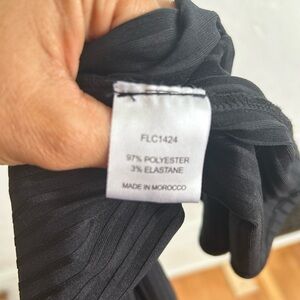 FLC1424
97% POLYESTER
3% ELASTANE
MADE IN MOROCCO